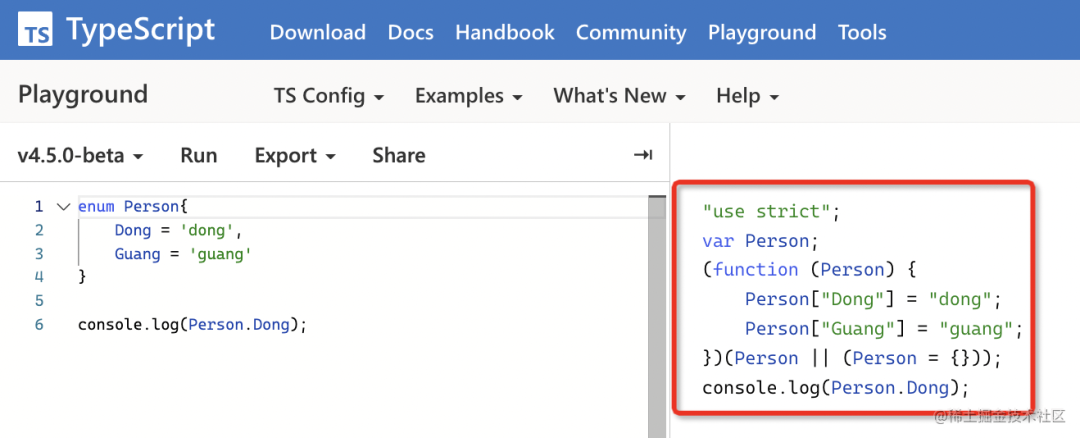 TS TypeScript Download Docs Handbook Community Playground Tools
Playground TS Config Examples What's New Help
v4.5.0-beta Run Export Share
1 enum Person{
2     Dong = 'dong',
3     Guang = 'guang'
4 }
5
6 console.log(Person.Dong);
"use strict";
var Person;
(function (Person) {
    Person["Dong"] = "dong";
    Person["Guang"] = "guang";
})(Person || (Person = {}));
console.log(Person.Dong);
@稀土掘金技术社区